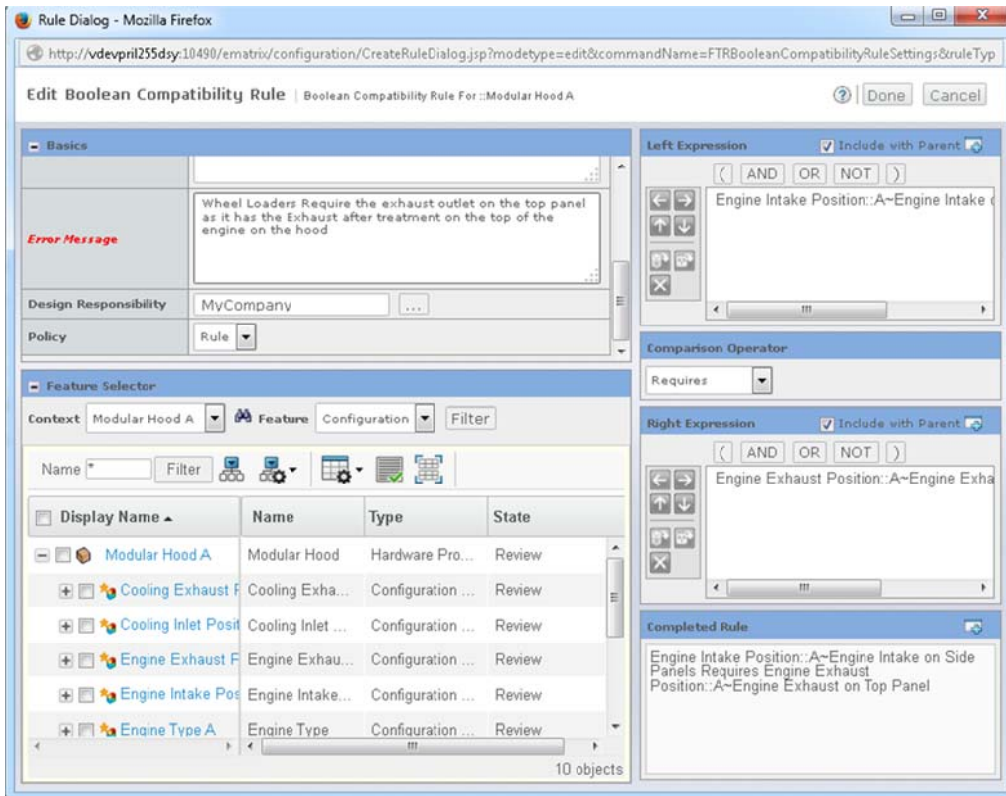 Rule Dialog - Mozilla Firefox
http://vdevpril255dsy:10490/ematrix/configuration/CreateRuleDialog.jsp?modetype=edit&commandName=FTRBooleanCompatibilityRuleSettings&ruleTyp
Edit Boolean Compatibility Rule | Boolean Compatibility Rule For ::Modular Hood A
Done Cancel
Basics
Error Message
Wheel Loaders Require the exhaust outlet on the top panel
as it has the Exhaust after treatment on the top of the
engine on the hood
Design Responsibility MyCompany ...
Policy Rule
Feature Selector
Context Modular Hood A Feature Configuration Filter
Name * Filter
Display Name Name Type State
Modular Hood A Modular Hood Hardware Pro... Review
Cooling Exhaust P Cooling Exha... Configuration ... Review
Cooling Inlet Posit Cooling Inlet ... Configuration ... Review
Engine Exhaust P Engine Exhau... Configuration ... Review
Engine Intake Pos Engine Intake... Configuration ... Review
Engine Type A Engine Type Configuration Review
10 objects
Left Expression Include with Parent
( AND OR NOT )
Engine Intake Position::A~Engine Intake
Comparison Operator
Requires
Right Expression Include with Parent
( AND OR NOT )
Engine Exhaust Position::A~Engine Exha
Completed Rule
Engine Intake Position::A~Engine Intake on Side
Panels Requires Engine Exhaust
Position::A~Engine Exhaust on Top Panel